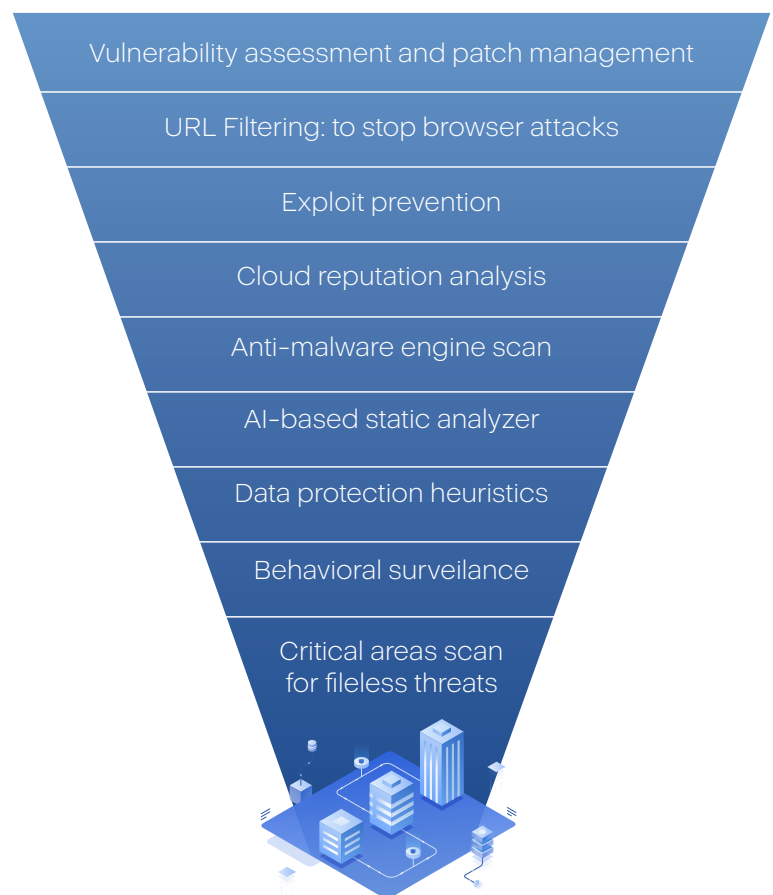 Vulnerability assessment and patch management
URL Filtering: to stop browser attacks
Exploit prevention
Cloud reputation analysis
Anti-malware engine scan
AI-based static analyzer
Data protection heuristics
Behavioral surveilance
Critical areas scan
for fileless threats